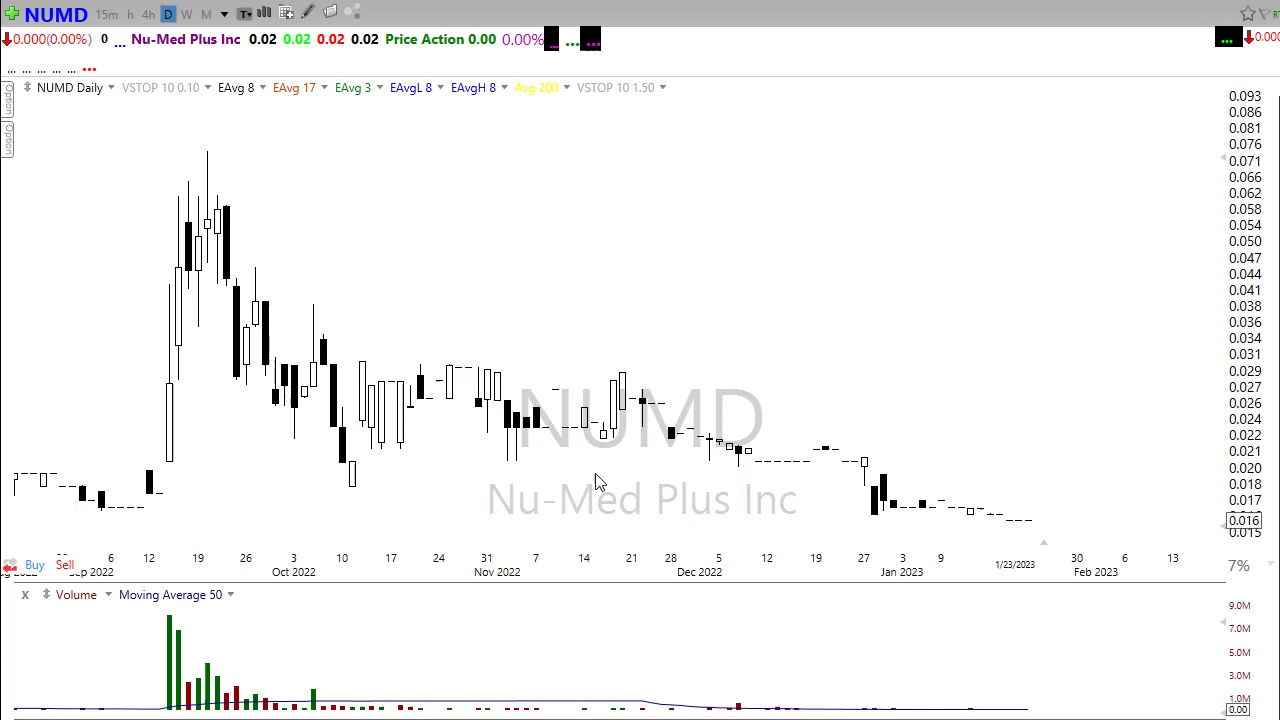 NUMD 15m h 4h D W M T
0.000(0.00%) 0 ... Nu-Med Plus Inc 0.02 0.02 0.02 0.02 Price Action 0.00 0.00% ... ... ... ... 0.000
... ... ... ... ... ...
NUMD Daily VSTOP 10 0.10 EAvg 8 EAvg 17 EAvg 3 EAvgL 8 EAvgH 8 Avg 200 VSTOP 10 1.50
Option
Option
0.093
0.086
0.081
0.076
0.071
0.066
0.062
0.058
0.054
0.050
0.047
0.044
0.041
0.038
0.036
0.034
0.031
0.029
0.027
0.026
0.024
0.022
0.021
0.020
0.018
0.017
0.016
0.015
NUMD
Nu-Med Plus Inc
6 12 19 26 3 10 17 24 31 7 14 21 28 5 12 19 27 3 9 30 6 13
Buy Sell
Sep 2022 Oct 2022 Nov 2022 Dec 2022 Jan 2023 1/23/2023 Feb 2023
7%
x Volume Moving Average 50
9.0M
7.0M
5.0M
3.0M
1.0M
0.00